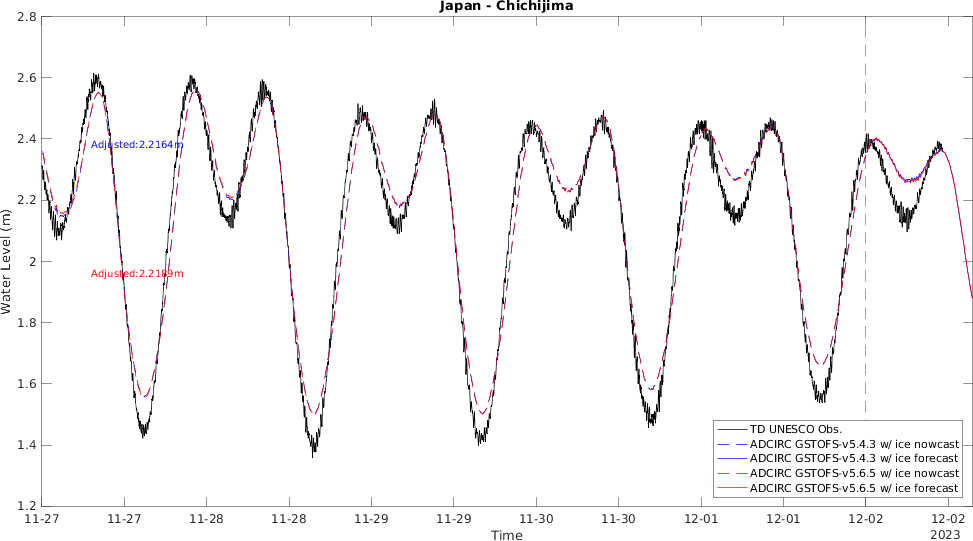 Japan - Chichijima
2.8
2.6
2.4
2.2
2
1.8
1.6
1.4
1.2
Water Level (m)
Adjusted:2.2164m
Adjusted:2.2189m
TD UNESCO Obs.
ADCIRC GSTOFS-v5.4.3 w/ ice nowcast
ADCIRC GSTOFS-v5.4.3 w/ ice forecast
ADCIRC GSTOFS-v5.6.5 w/ ice nowcast
ADCIRC GSTOFS-v5.6.5 w/ ice forecast
11-27 11-27 11-28 11-28 11-29 11-29 11-30 11-30 12-01 12-01 12-02 12-02
2023
Time